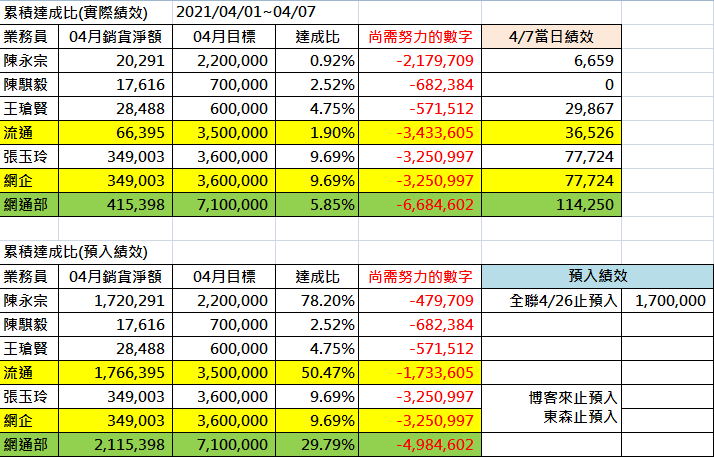 累積達成比(實際績效) 2021/04/01~04/07
業務員 04月銷貨淨額 04月目標 達成比 尚需努力的數字 4/7當日績效
陳永宗 20,291 2,200,000 0.92% -2,179,709 6,659
陳騏毅 17,616 700,000 2.52% -682,384 0
王瑲賢 28,488 600,000 4.75% -571,512 29,867
流通 66,395 3,500,000 1.90% -3,433,605 36,526
張玉玲 349,003 3,600,000 9.69% -3,250,997 77,724
網企 349,003 3,600,000 9.69% -3,250,997 77,724
網通部 415,398 7,100,000 5.85% -6,684,602 114,250
累積達成比(預入績效)
業務員 04月銷貨淨額 04月目標 達成比 尚需努力的數字 預入績效
陳永宗 1,720,291 2,200,000 78.20% -479,709 全聯4/26止預入 1,700,000
陳騏毅 17,616 700,000 2.52% -682,384
王瑲賢 28,488 600,000 4.75% -571,512
流通 1,766,395 3,500,000 50.47% -1,733,605
張玉玲 349,003 3,600,000 9.69% -3,250,997 博客來止預入
網企 349,003 3,600,000 9.69% -3,250,997 東森止預入
網通部 2,115,398 7,100,000 29.79% -4,984,602